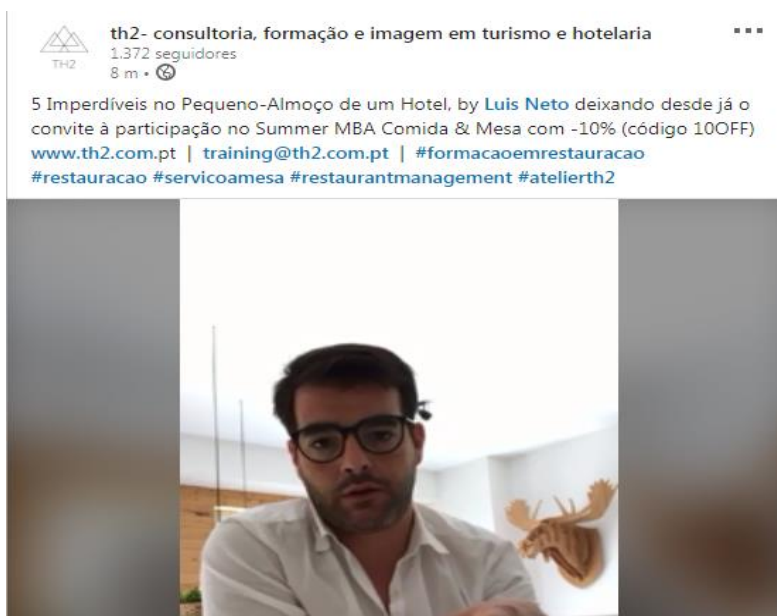 th2- consultoria, formação e imagem em turismo e hotelaria
TH2
1.372 seguidores
8 m •
5 Imperdíveis no Pequeno-Almoço de um Hotel, by Luis Neto deixando desde já o
convite à participação no Summer MBA Comida & Mesa com -10% (código 10OFF)
www.th2.com.pt | training@th2.com.pt | #formacaoemrestauracao
#restauracao #servicoamesa #restaurantmanagement #atelierth2